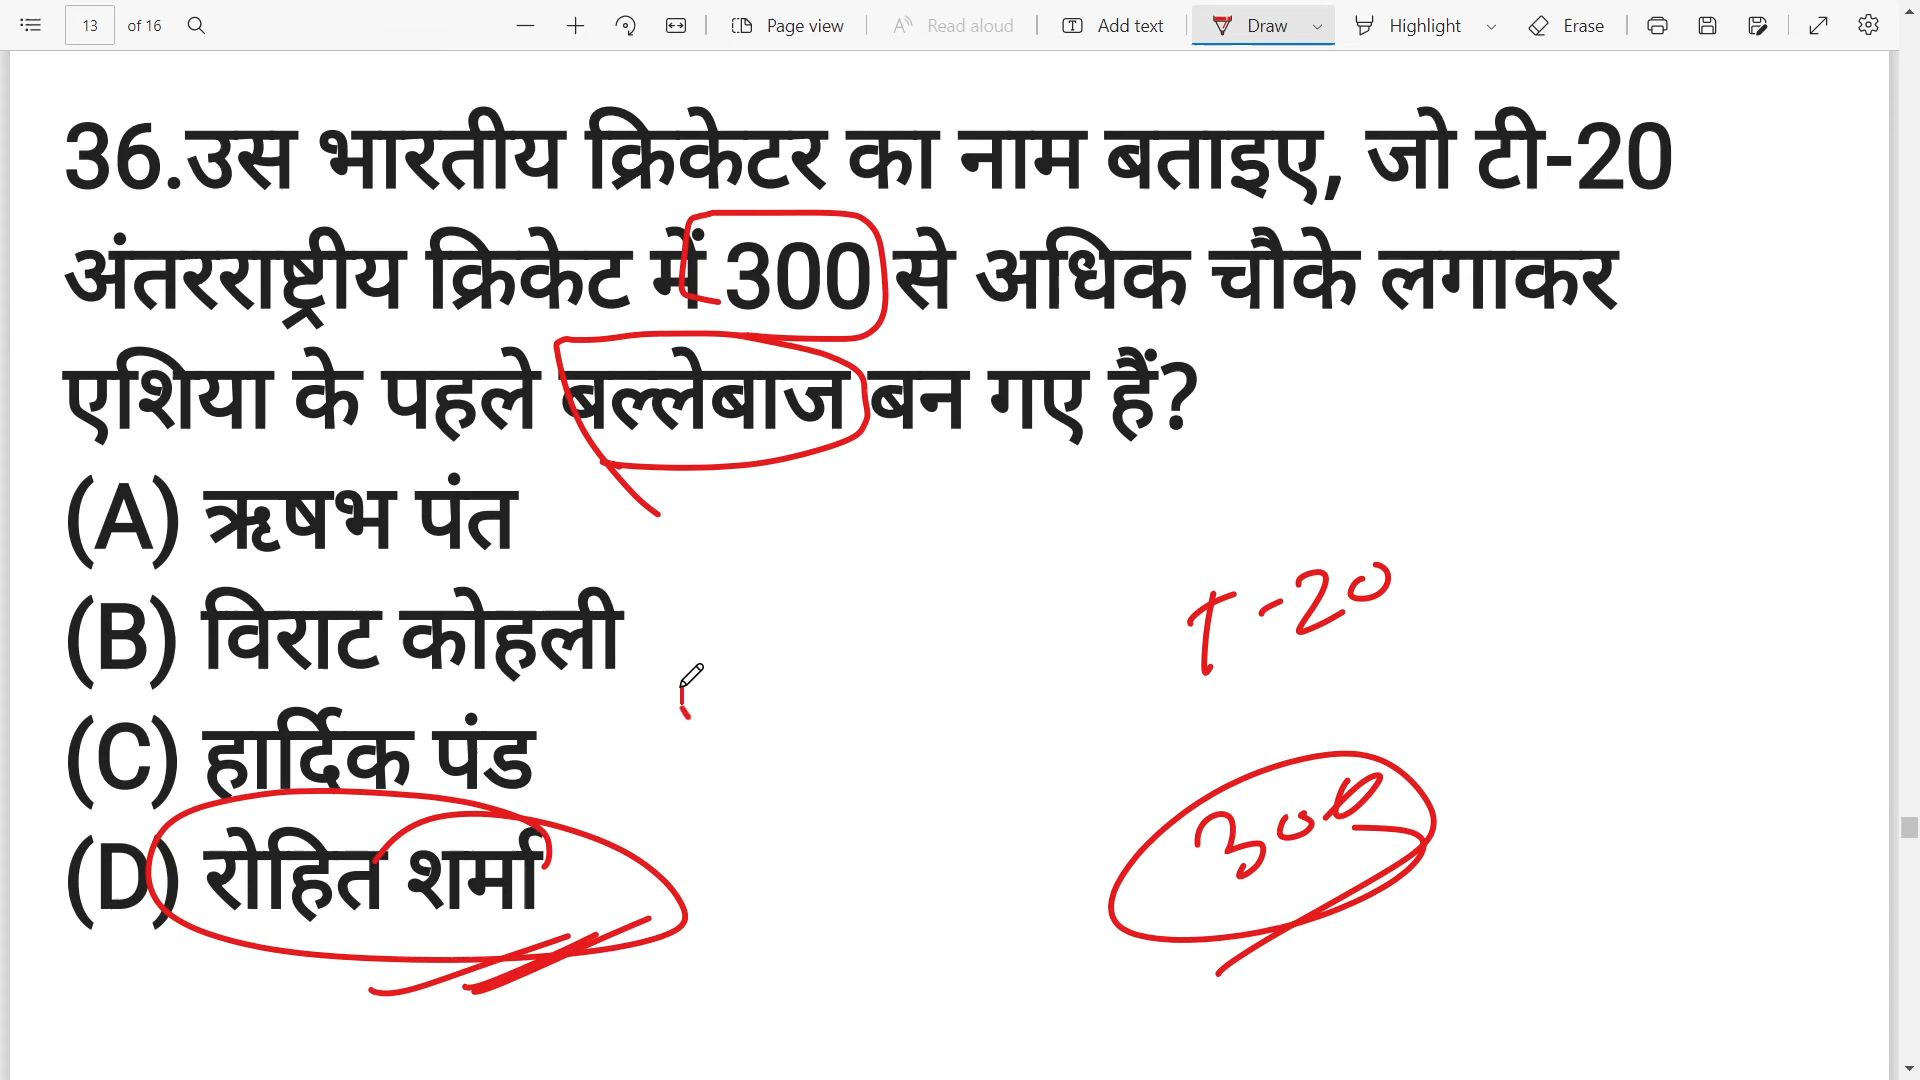 13 of 16 Page view Read aloud Add text Draw Highlight Erase
36.उस भारतीय क्रिकेटर का नाम बताइए, जो टी-20
अंतरराष्ट्रीय क्रिकेट में 300 से अधिक चौके लगाकर
एशिया के पहले बल्लेबाज बन गए हैं?
(A) ऋषभ पंत
(B) विराट कोहली
T-20
(C) हार्दिक पंड
300
(D) रोहित शर्मा